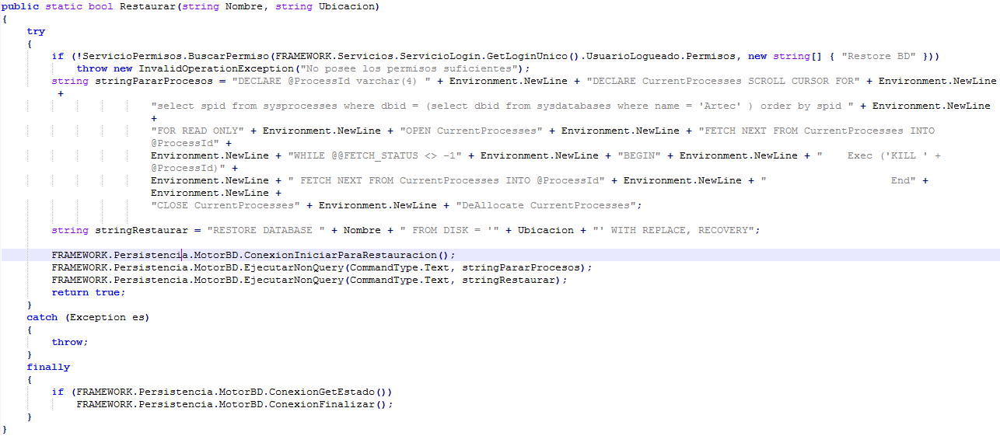 public static bool Restaurar(string Nombre, string Ubicacion)
{
    try
    {
        if (!ServicioPermisos.BuscarPermiso(FRAMEWORK.Servicios.ServicioLogin.GetLoginUnico().UsuarioLogueado.Permisos, new string[] { "Restore BD" }))
            throw new InvalidOperationException("No posee los permisos suficientes");
        string stringPararProcesos = "DECLARE @ProcessId varchar(4) " + Environment.NewLine + "DECLARE CurrentProcesses SCROLL CURSOR FOR" + Environment.NewLine
         +
                        "select spid from sysprocesses where dbid = (select dbid from sysdatabases where name = 'Artec' ) order by spid " + Environment.NewLine
                        +
                        "FOR READ ONLY" + Environment.NewLine + "OPEN CurrentProcesses" + Environment.NewLine + "FETCH NEXT FROM CurrentProcesses INTO
                        @ProcessId" +
                        Environment.NewLine + "WHILE @@FETCH_STATUS <> -1" + Environment.NewLine + "BEGIN" + Environment.NewLine + "    Exec ('KILL ' +
                        @ProcessId)" +
                        Environment.NewLine + " FETCH NEXT FROM CurrentProcesses INTO @ProcessId" + Environment.NewLine + "                    End" +
                        Environment.NewLine +
                        "CLOSE CurrentProcesses" + Environment.NewLine + "DeAllocate CurrentProcesses";
        string stringRestaurar = "RESTORE DATABASE " + Nombre + " FROM DISK = '" + Ubicacion + "' WITH REPLACE, RECOVERY";
        FRAMEWORK.Persistencia.MotorBD.ConexionIniciarParaRestauracion();
        FRAMEWORK.Persistencia.MotorBD.EjecutarNonQuery(CommandType.Text, stringPararProcesos);
        FRAMEWORK.Persistencia.MotorBD.EjecutarNonQuery(CommandType.Text, stringRestaurar);
        return true;
    }
    catch (Exception es)
    {
        throw;
    }
    finally
    {
        if (FRAMEWORK.Persistencia.MotorBD.ConexionGetEstado())
            FRAMEWORK.Persistencia.MotorBD.ConexionFinalizar();
    }
}